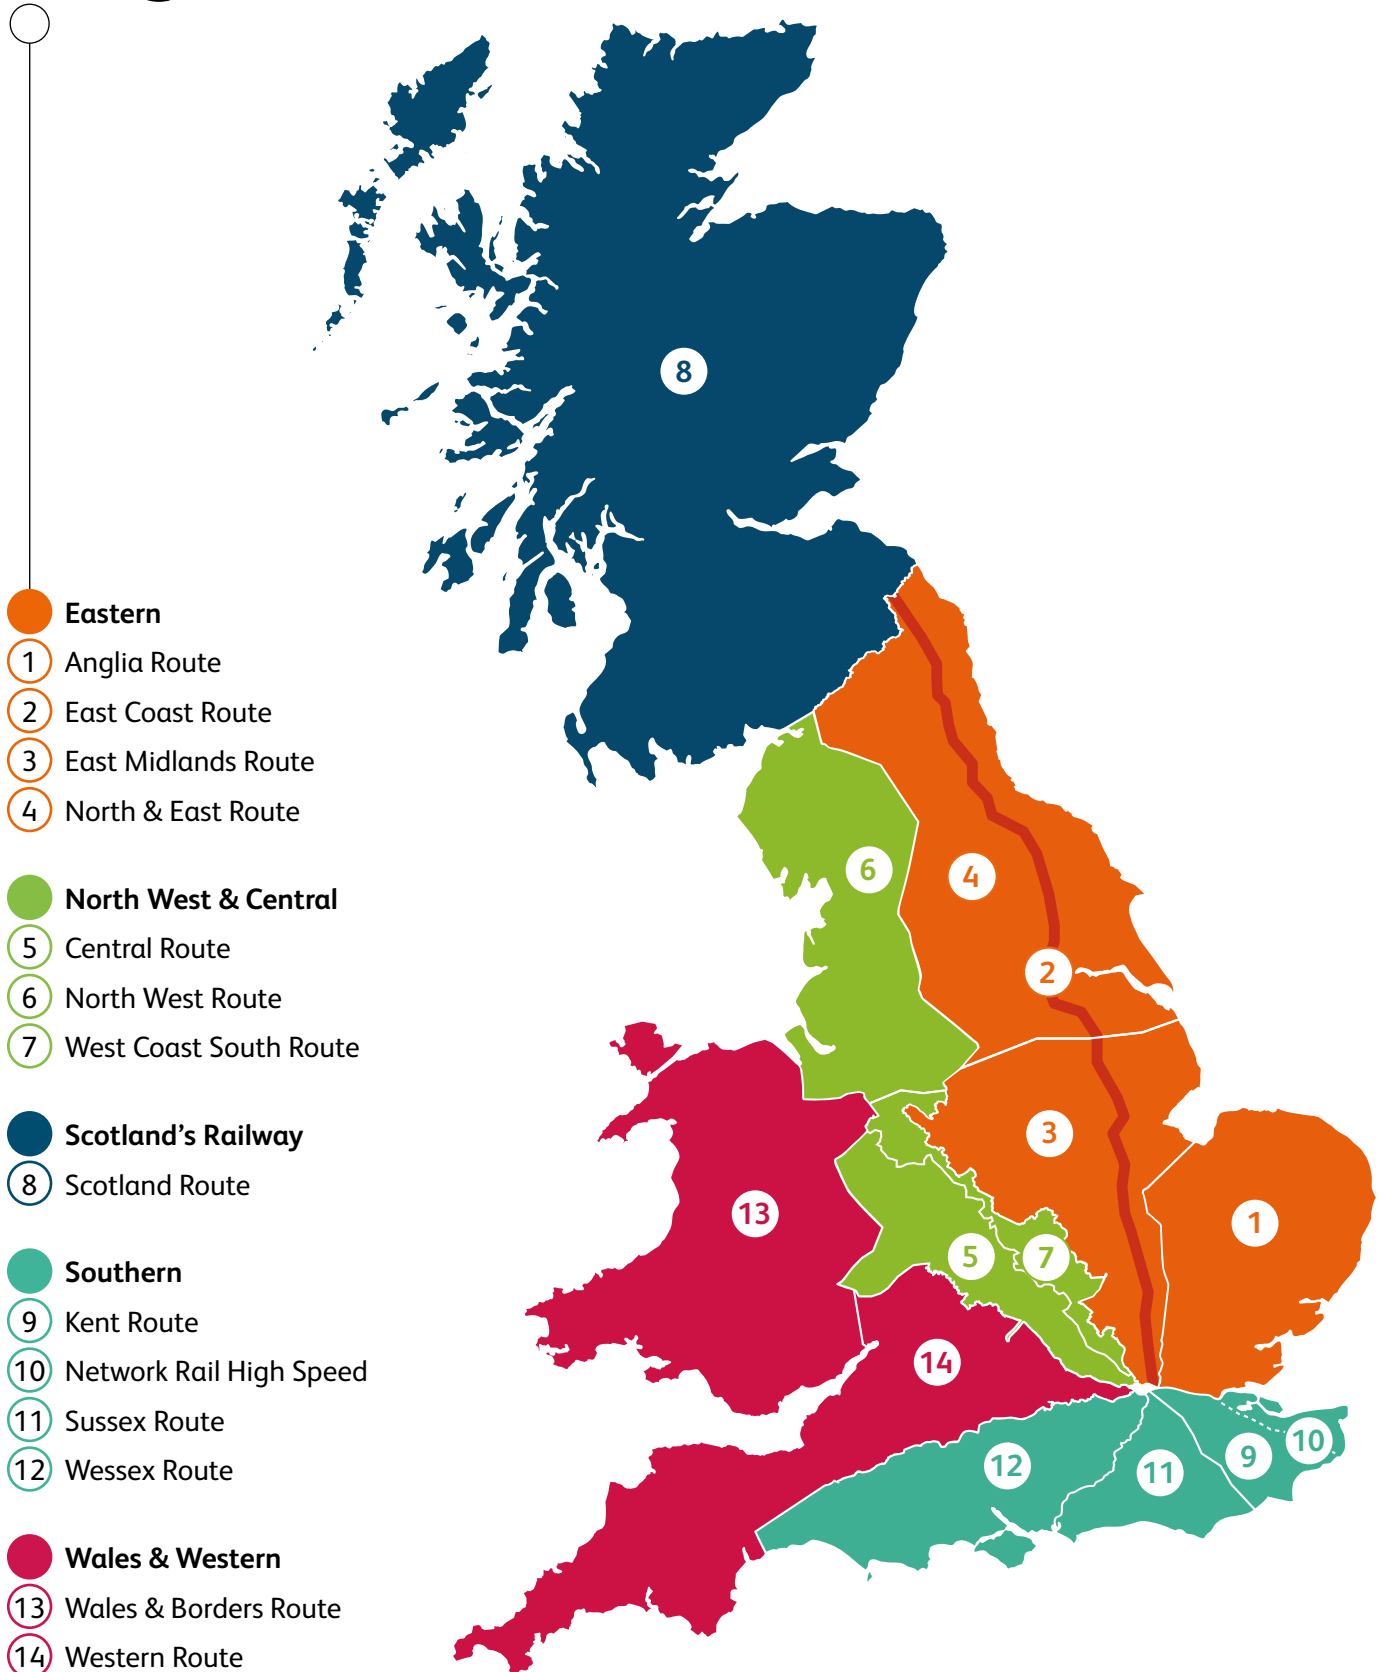 Eastern
1 Anglia Route
2 East Coast Route
3 East Midlands Route
4 North & East Route
North West & Central
5 Central Route
6 North West Route
7 West Coast South Route
Scotland’s Railway
8 Scotland Route
Southern
9 Kent Route
10 Network Rail High Speed
11 Sussex Route
12 Wessex Route
Wales & Western
13 Wales & Borders Route
14 Western Route
8
6
4
2
3
13
1
5
7
14
12
11
9
10